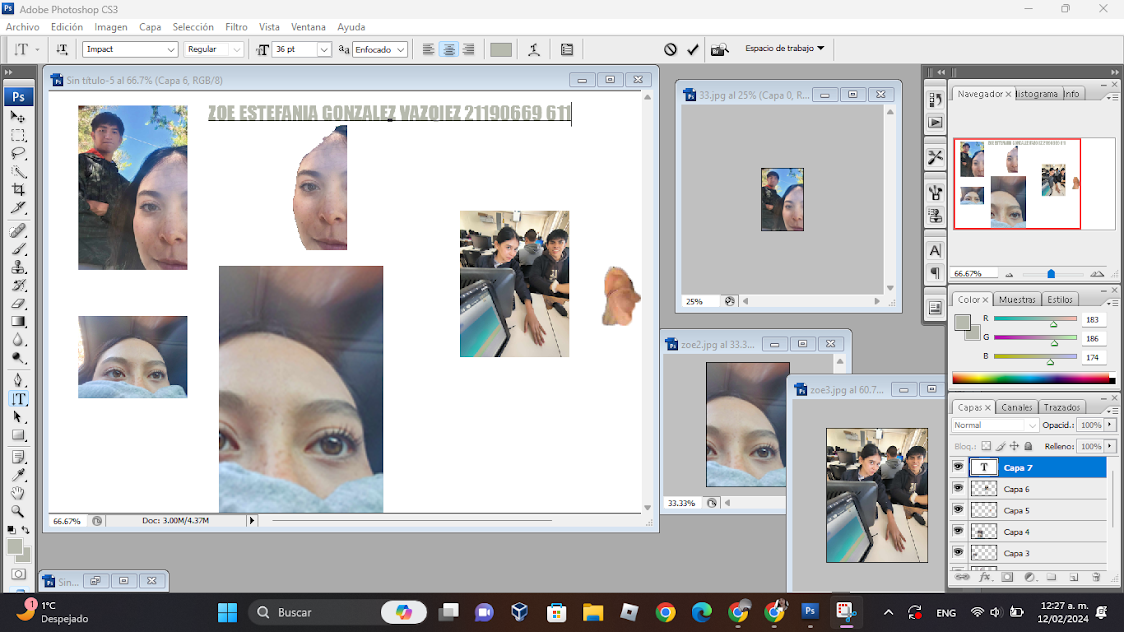 Adobe Photoshop CS3
Archivo Edición Imagen Capa Selección Filtro Vista Ventana Ayuda
Impact Regular 36 pt Enfocado Espacio de trabajo
Sin título-5 al 66.7% (Capa 6, RGB/8)
ZOE ESTEFANIA GONZALEZ VAZQIEZ 21190669 611
66.67% Doc: 3.00M/4.37M
Sin...
33.jpg al 25% (Capa 0, R...
25%
zoe2.jpg al 33.3...
33.33%
zoe3.jpg al 60.7...
Navegador Histograma Info
66.67%
Color Muestras Estilos
R 183
G 186
B 174
Capas Canales Trazados
Normal Opacid.: 100%
Bloq.: Relleno: 100%
T Capa 7
Capa 6
Capa 5
Capa 4
Capa 3
1
1°C
Despejado
Buscar
ENG
12:27 a. m.
12/02/2024